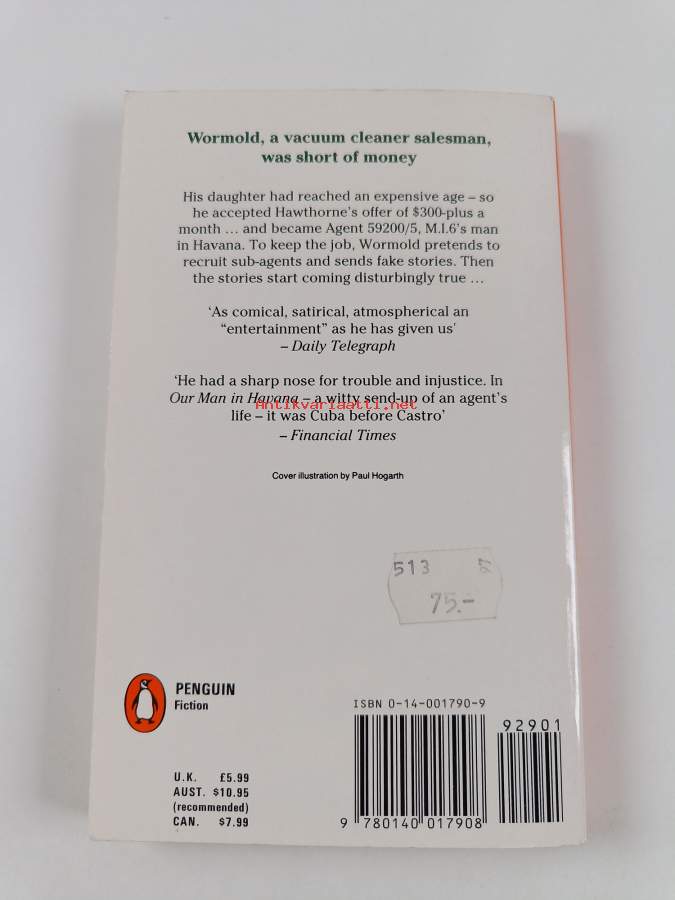 Wormold, a vacuum cleaner salesman,
was short of money
His daughter had reached an expensive age – so
he accepted Hawthorne's offer of $300-plus a
month ... and became Agent 59200/5, M.I.6's man
in Havana. To keep the job, Wormold pretends to
recruit sub-agents and sends fake stories. Then
the stories start coming disturbingly true ...
'As comical, satirical, atmospherical an
"entertainment" as he has given us'
– Daily Telegraph
'He had a sharp nose for trouble and injustice. In
Our Man in Havana – a witty send-up of an agent's
Antikvariaatti.net
life – it was Cuba before Castro'
– Financial Times
Cover illustration by Paul Hogarth
513
75.-
PENGUIN
Fiction
ISBN 0-14-001790-9
92901
U.K. £5.99
AUST. $10.95
(recommended)
CAN. $7.99
9 780140 017908